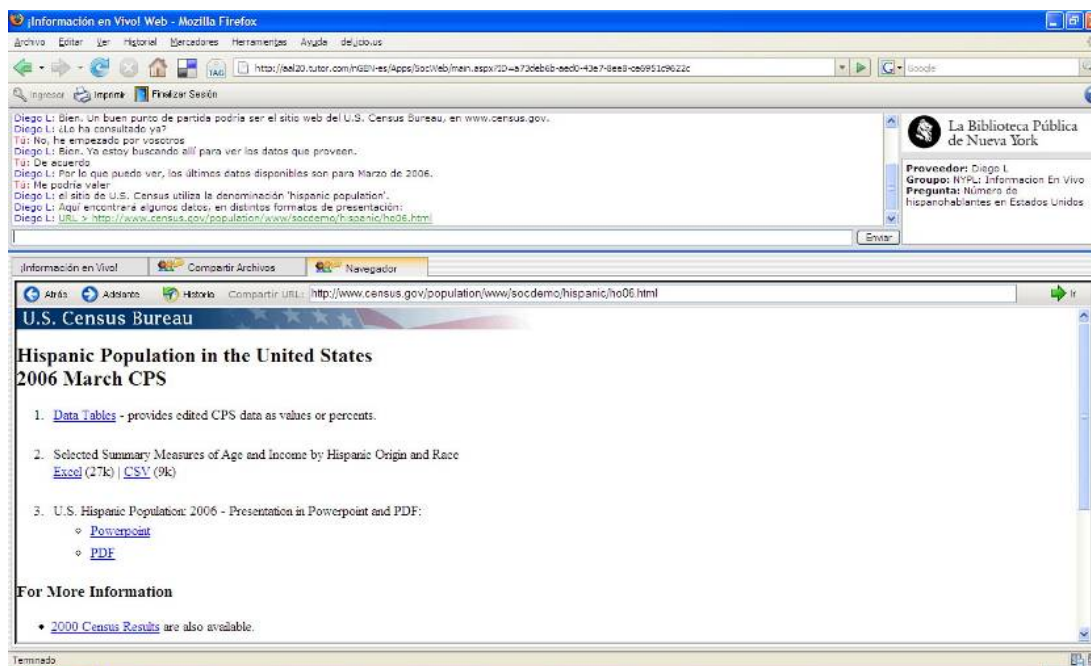 ¡Información en Vivo! Web - Mozilla Firefox
Archivo Editar Ver Historial Marcadores Herramientas Ayuda del.icio.us
TAG
Google
Ingresar Imprimir Finalizar Sesión
Diego L: Bien. Un buen punto de partida podría ser el sitio web del U.S. Census Bureau, en www.census.gov.
Diego L: ¿Lo ha consultado ya?
Tú: No, he empezado por vosotros
Diego L: Bien. Ya estoy buscando allí para ver los datos que proveen.
Tú: De acuerdo
Diego L: Por lo que puedo ver, los últimos datos disponibles son para Marzo de 2006.
Tú: Me podría valer
Diego L: el sitio de U.S. Census utiliza la denominación 'hispanic population'.
Diego L: Aquí encontrará algunos datos, en distintos formatos de presentación:
Diego L: URL > http://www.census.gov/population/www/socdemo/hispanic/ho06.html
Enviar
La Biblioteca Pública
de Nueva York
Proveedor: Diego L
Groupo: NYPL: Informacion En Vivo
Pregunta: Número de
hispanohablantes en Estados Unidos
¡Información en Vivo! Compartir Archivos Navegador
Atrás Adelante Historia Compartir URL: http://www.census.gov/population/www/socdemo/hispanic/ho06.html Ir
U.S. Census Bureau
Hispanic Population in the United States
2006 March CPS
1. Data Tables - provides edited CPS data as values or percents.
2. Selected Summary Measures of Age and Income by Hispanic Origin and Race
Excel (27k) | CSV (9k)
3. U.S. Hispanic Population: 2006 - Presentation in Powerpoint and PDF:
Powerpoint
PDF
For More Information
2000 Census Results are also available.
Terminado